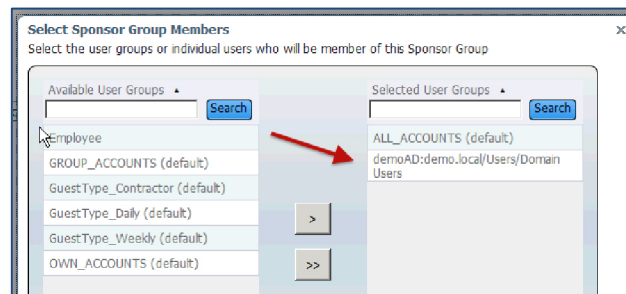 Select Sponsor Group Members
x
Select the user groups or individual users who will be member of this Sponsor Group
Available User Groups
Search
Employee
GROUP_ACCOUNTS (default)
GuestType_Contractor (default)
GuestType_Daily (default)
GuestType_Weekly (default)
OWN_ACCOUNTS (default)
>
>>
Selected User Groups
Search
ALL_ACCOUNTS (default)
demoAD:demo.local/Users/Domain
Users